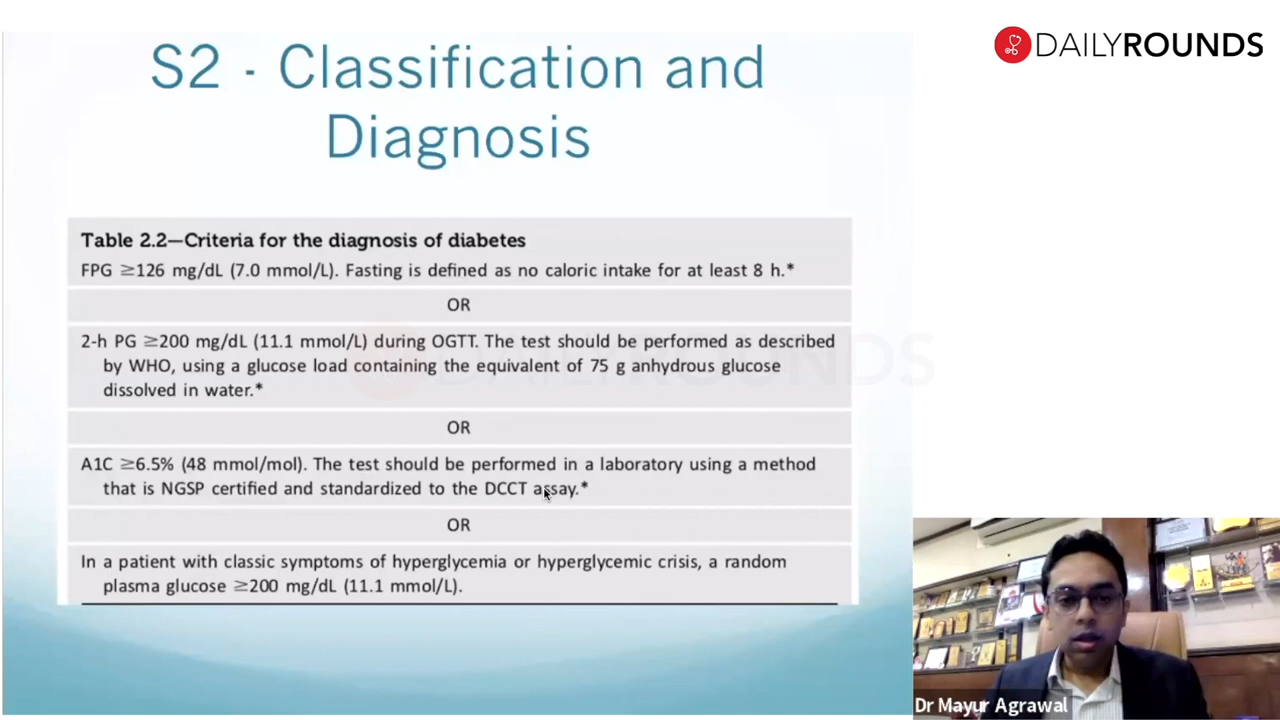 DAILYROUNDS
S2 - Classification and
Diagnosis
Table 2.2—Criteria for the diagnosis of diabetes
FPG ≥126 mg/dL (7.0 mmol/L). Fasting is defined as no caloric intake for at least 8 h.*
OR
2-h PG ≥200 mg/dL (11.1 mmol/L) during OGTT. The test should be performed as described
by WHO, using a glucose load containing the equivalent of 75 g anhydrous glucose
dissolved in water.*
DAILYROUNDS
OR
A1C ≥6.5% (48 mmol/mol). The test should be performed in a laboratory using a method
that is NGSP certified and standardized to the DCCT assay.*
OR
In a patient with classic symptoms of hyperglycemia or hyperglycemic crisis, a random
plasma glucose ≥200 mg/dL (11.1 mmol/L).
Dr Mayur Agrawal